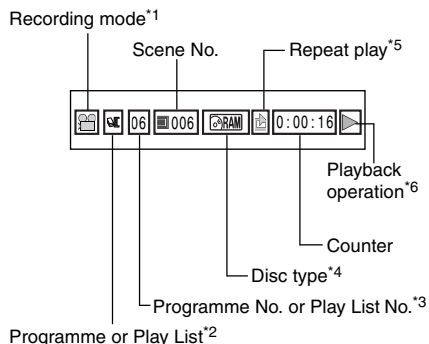 Recording mode*1
Scene No.
Repeat play*5
06 006 RAM 0:00:16
Playback
operation*6
Counter
Disc type*4
Programme No. or Play List No.*3
Programme or Play List*2